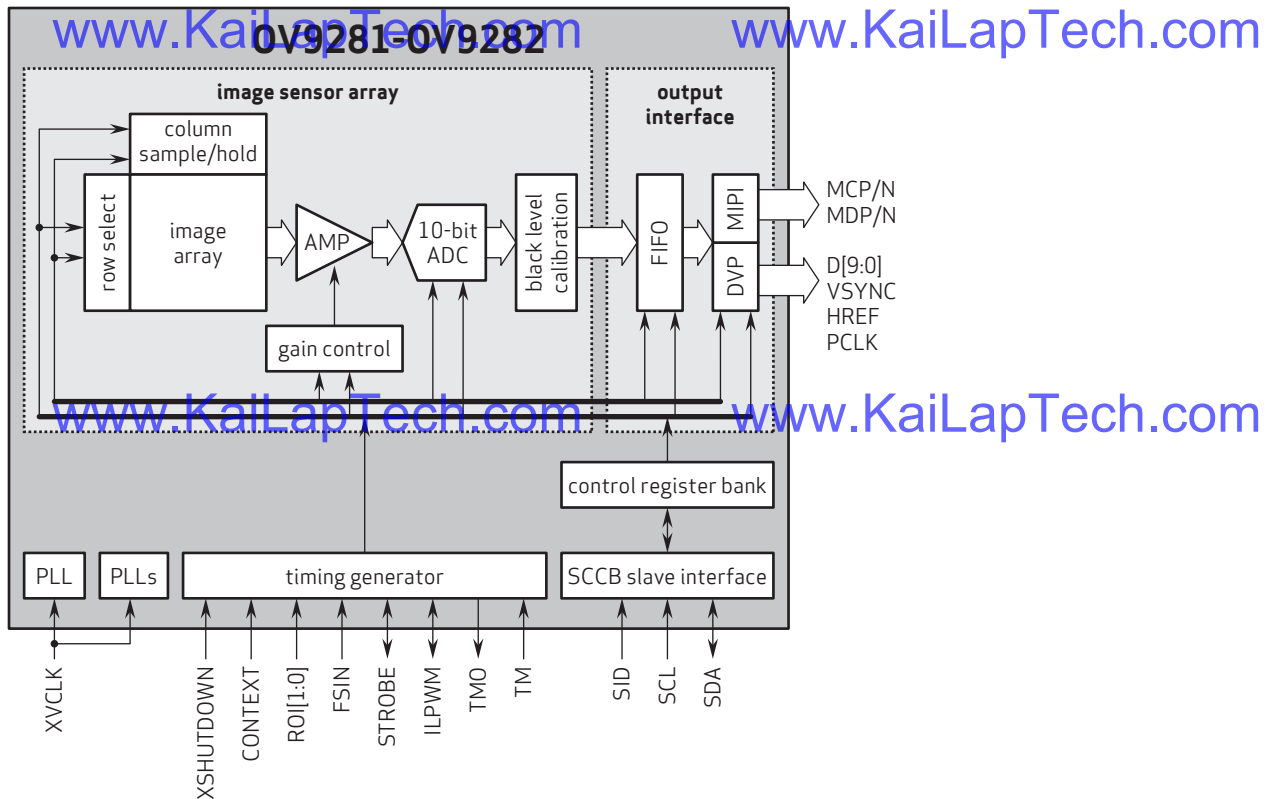 www.KaiLapTech.com
OV9281-OV9282
www.KaiLapTech.com
image sensor array
output
interface
column
sample/hold
row select
image
array
AMP
10-bit
ADC
black level
calibration
FIFO
MIPI
DVP
MCP/N
MDP/N
D[9:0]
VSYNC
HREF
PCLK
gain control
www.KaiLapTech.com
www.KaiLapTech.com
control register bank
PLL
PLLs
timing generator
SCCB slave interface
XVCLK
XSHUTDOWN
CONTEXT
ROI[1:0]
FSIN
STROBE
ILPWM
TMO
TM
SID
SCL
SDA